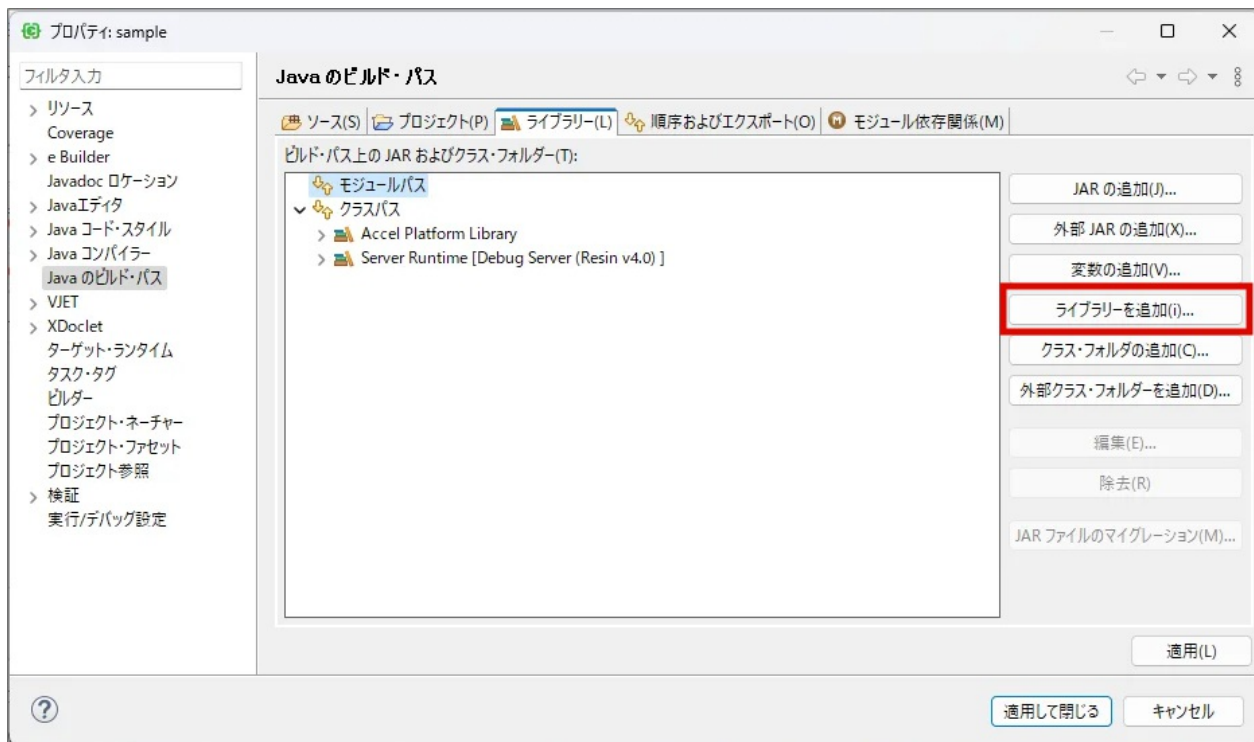 プロパティ: sample
フィルタ入力
リソース
Coverage
e Builder
Javadoc ロケーション
Javaエディタ
Java コード・スタイル
Java コンパイラー
Java のビルド・パス
VJET
XDoclet
ターゲット・ランタイム
タスク・タグ
ビルダー
プロジェクト・ネーチャー
プロジェクト・ファセット
プロジェクト参照
検証
実行/デバッグ設定
Java のビルド・パス
ソース(S) プロジェクト(P) ライブラリー(L) 順序およびエクスポート(O) モジュール依存関係(M)
ビルド・パス上の JAR およびクラス・フォルダー(T):
モジュールパス
クラスパス
Accel Platform Library
Server Runtime [Debug Server (Resin v4.0) ]
JAR の追加(J)...
外部 JAR の追加(X)...
変数の追加(V)...
ライブラリーを追加(i)...
クラス・フォルダの追加(C)...
外部クラス・フォルダーを追加(D)...
編集(E)...
除去(R)
JAR ファイルのマイグレーション(M)...
適用(L)
適用して閉じる
キャンセル